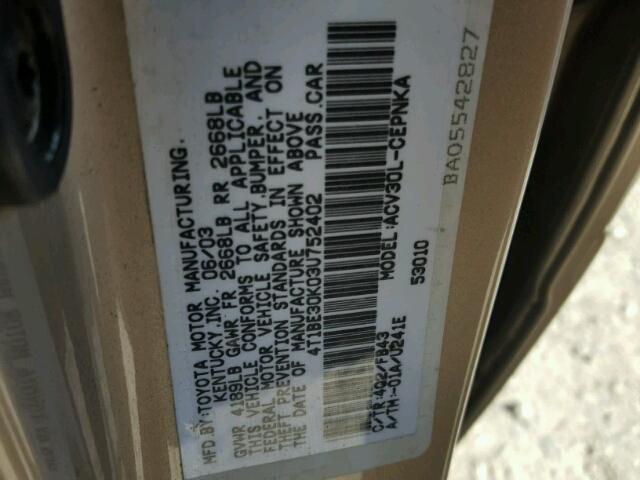 MFD. BY:TOYOTA MOTOR MANUFACTURING.
KENTUCKY, INC. 06/03
GVWR 4189LB GAWR FR 2668LB RR 2668LB
THIS VEHICLE CONFORMS TO ALL APPLICABLE
FEDERAL MOTOR VEHICLE SAFETY,BUMPER, AND
THEFT PREVENTION STANDARDS IN EFFECT ON
THE DATE OF MANUFACTURE SHOWN ABOVE
4T1BE30K03U752402 PASS.CAR
C/TR:4Q2/FB43 MODEL:ACV30L-CEPNKA
A/TM:-01A/U241E 53010
BA05542827